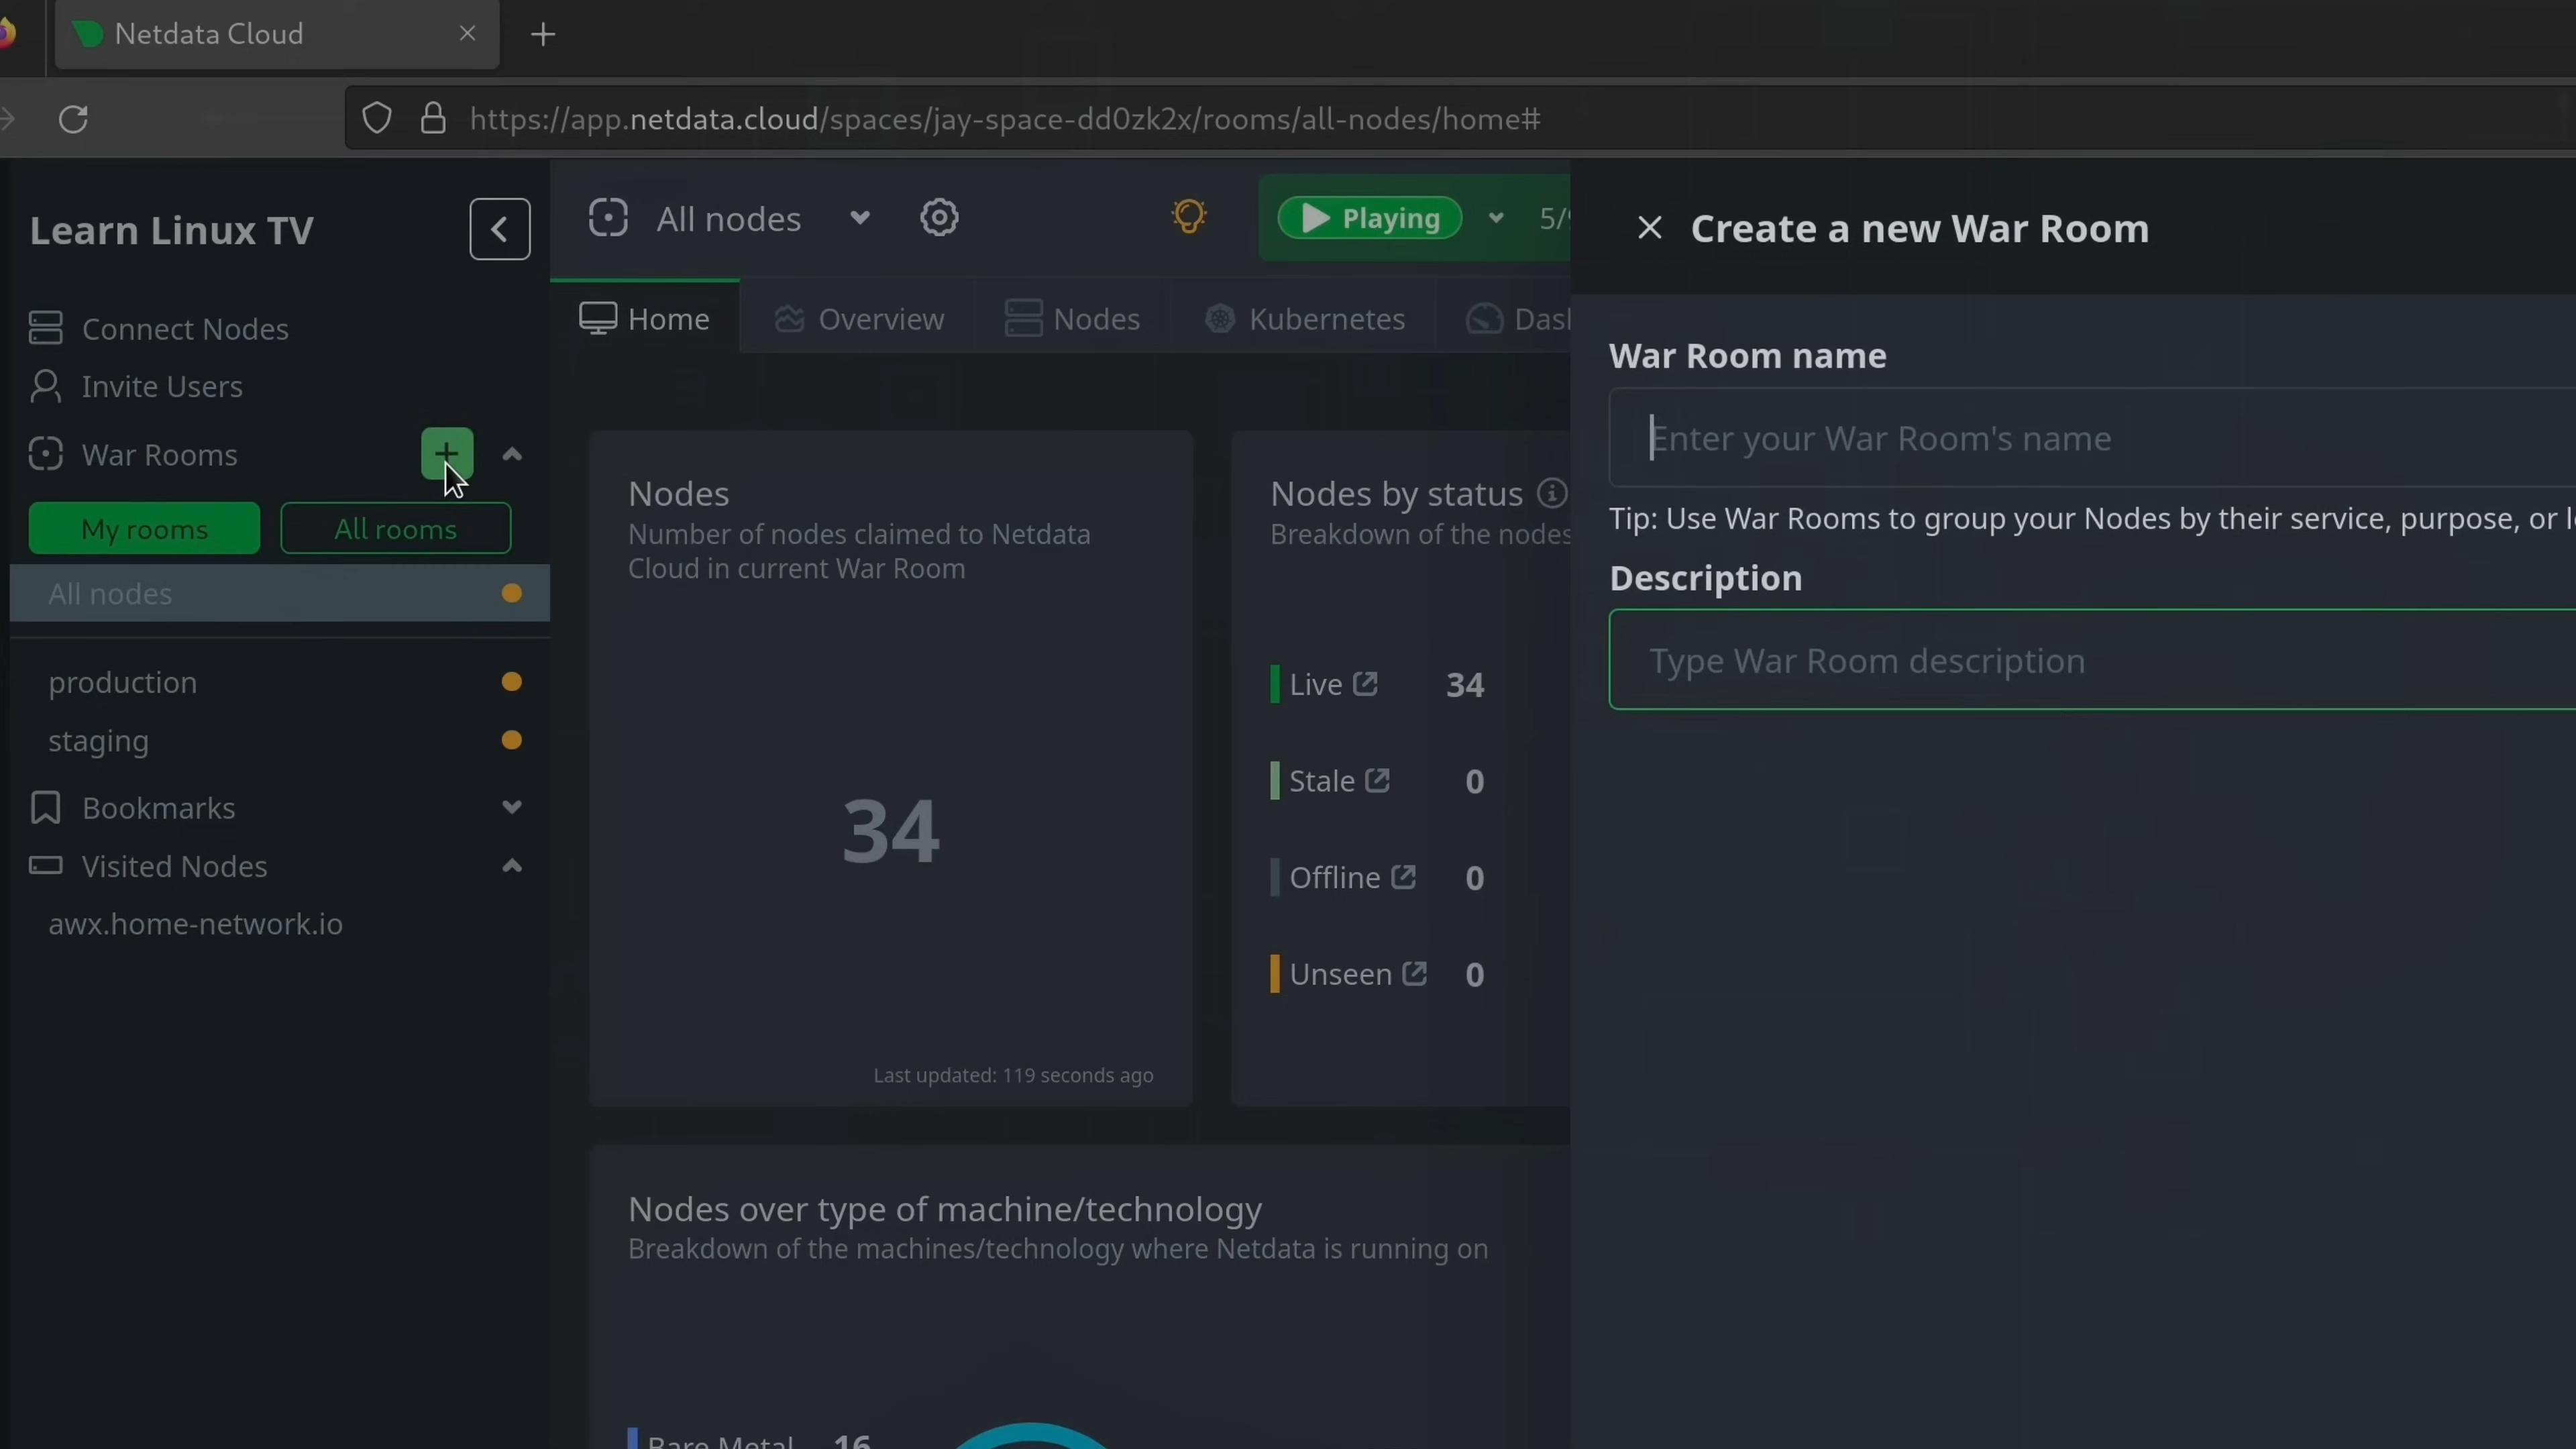 Netdata Cloud
https://app.netdata.cloud/spaces/jay-space-dd0zk2x/rooms/all-nodes/home#
Learn Linux TV
Connect Nodes
Invite Users
War Rooms
My rooms
All rooms
All nodes
production
staging
Bookmarks
Visited Nodes
awx.home-network.io
All nodes
Playing
5/
Home
Overview
Nodes
Kubernetes
Das
Nodes
Number of nodes claimed to Netdata
Cloud in current War Room
34
Last updated: 119 seconds ago
Nodes by status
Breakdown of the nodes
Live 34
Stale 0
Offline 0
Unseen 0
Nodes over type of machine/technology
Breakdown of the machines/technology where Netdata is running on
Bare Metal 16
Create a new War Room
War Room name
Enter your War Room's name
Tip: Use War Rooms to group your Nodes by their service, purpose, or
Description
Type War Room description